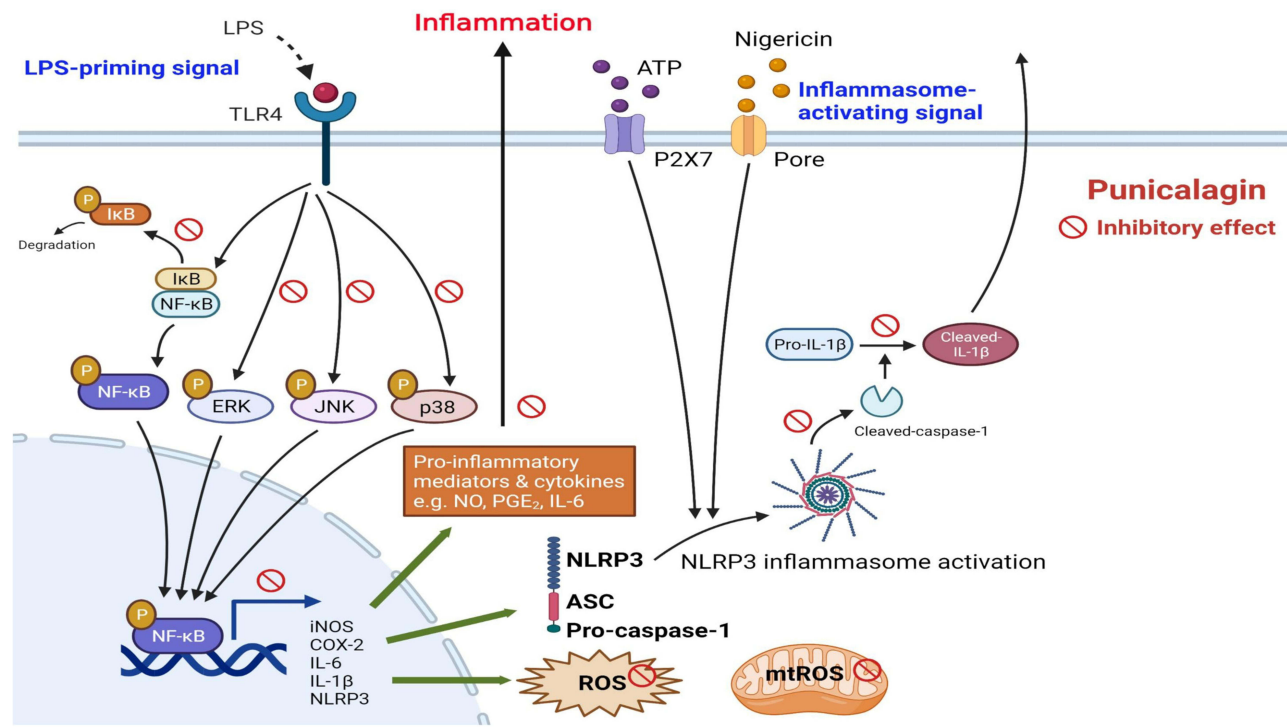 LPS
Inflammation
LPS-priming signal
TLR4
ATP
Nigericin
Inflammasome-
activating signal
P2X7
Pore
Punicalagin
Inhibitory effect
P
IκB
Degradation
IκB
NF-κB
P
NF-κB
P
ERK
P
JNK
P
p38
Pro-IL-1β
Cleaved-
IL-1β
Cleaved-caspase-1
Pro-inflammatory
mediators & cytokines
e.g. NO, PGE₂, IL-6
NLRP3
ASC
Pro-caspase-1
NLRP3 inflammasome activation
P
NF-κB
iNOS
COX-2
IL-6
IL-1β
NLRP3
ROS
mtROS